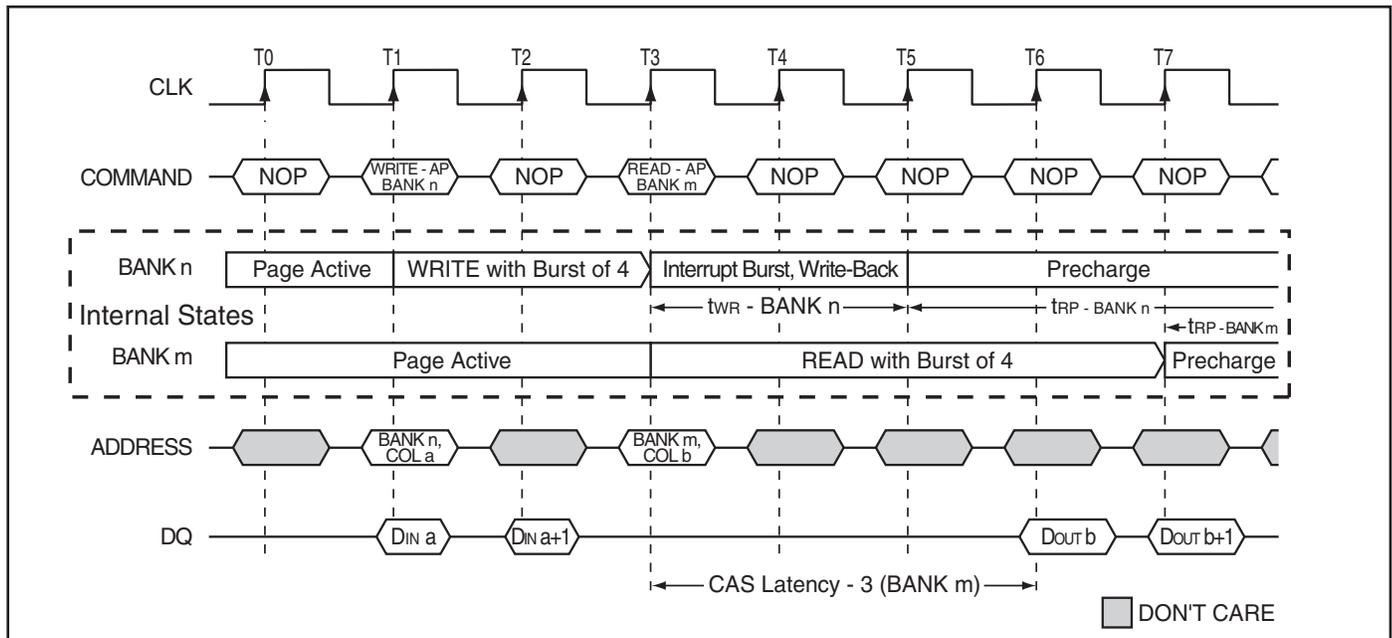 T0 T1 T2 T3 T4 T5 T6 T7
CLK
COMMAND NOP WRITE - AP BANK n NOP READ - AP BANK m NOP NOP NOP NOP
BANK n Page Active WRITE with Burst of 4 Interrupt Burst, Write-Back Precharge
tWR - BANK n tRP - BANK n
Internal States
tRP - BANK m
BANK m Page Active READ with Burst of 4 Precharge
ADDRESS BANK n, COL a BANK m, COL b
DQ DIN a DIN a+1 DOUT b DOUT b+1
CAS Latency - 3 (BANK m)
DON'T CARE